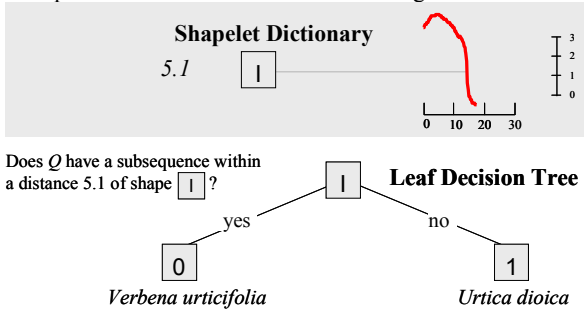 Shapelet Dictionary
5.1 I
3
2
1
0
0 10 20 30
Does Q have a subsequence within
a distance 5.1 of shape I ?
I
Leaf Decision Tree
yes no
0 1
Verbena urticifolia Urtica dioica